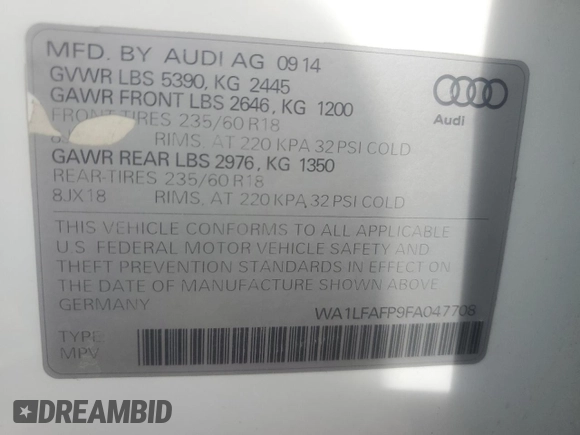 MFD. BY AUDI AG 09 14
GVWR LBS 5390, KG 2445
GAWR FRONT LBS 2646, KG 1200
FRONT-TIRES 235/60 R18
RIMS, AT 220 KPA 32 PSI COLD
GAWR REAR LBS 2976, KG 1350
REAR-TIRES 235/60 R18
8JX18 RIMS, AT 220 KPA, 32 PSI COLD
Audi
THIS VEHICLE CONFORMS TO ALL APPLICABLE
U.S. FEDERAL MOTOR VEHICLE SAFETY AND
THEFT PREVENTION STANDARDS IN EFFECT ON
THE DATE OF MANUFACTURE SHOWN ABOVE
GERMANY
WA1LFAFP9FA047708
TYPE:
MPV
DREAMBID